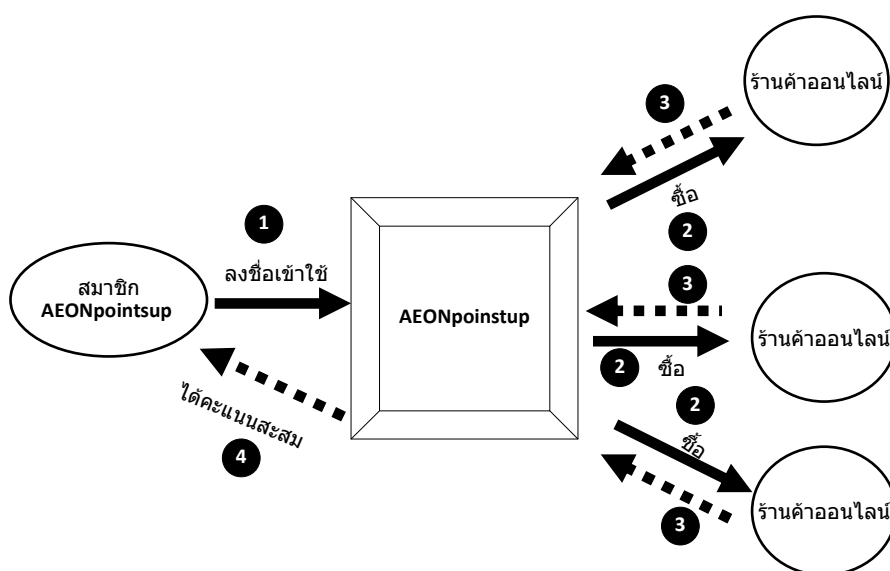 ร้านค้าออนไลน์
3
ซื้อ
2
1
ลงชื่อเข้าใช้
สมาชิก
AEONpointsup
AEONpoinstup
3
2
ซื้อ
ร้านค้าออนไลน์
ได้คะแนนสะสม
4
2
ซื้อ
3
ร้านค้าออนไลน์